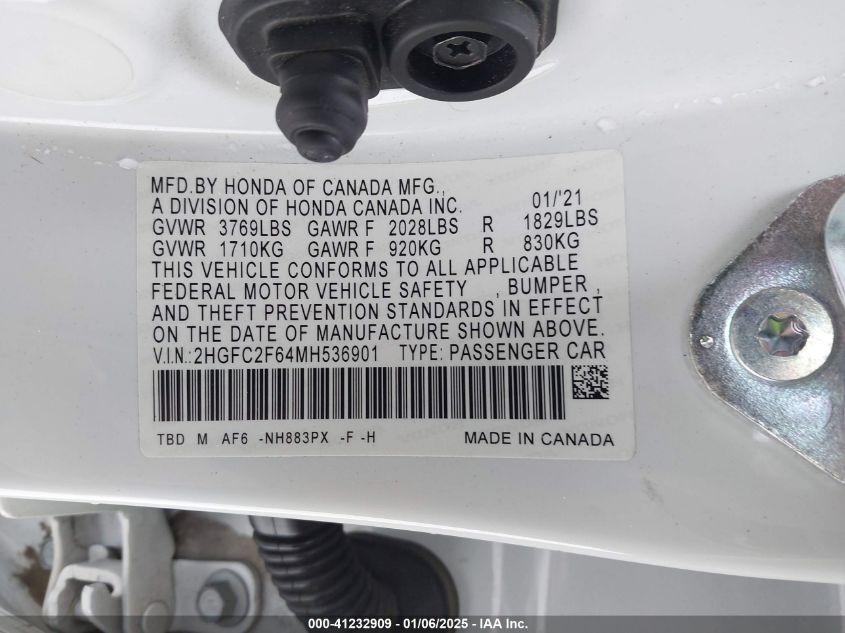 MFD.BY HONDA OF CANADA MFG.,
A DIVISION OF HONDA CANADA INC. 01/'21
GVWR 3769LBS GAWR F 2028LBS R 1829LBS
GVWR 1710KG GAWR F 920KG R 830KG
THIS VEHICLE CONFORMS TO ALL APPLICABLE
FEDERAL MOTOR VEHICLE SAFETY , BUMPER ,
AND THEFT PREVENTION STANDARDS IN EFFECT
ON THE DATE OF MANUFACTURE SHOWN ABOVE.
V.I.N.:2HGFC2F64MH536901 TYPE: PASSENGER CAR
TBD M AF6 -NH883PX -F -H MADE IN CANADA
000-41232909 - 01/06/2025 - IAA Inc.